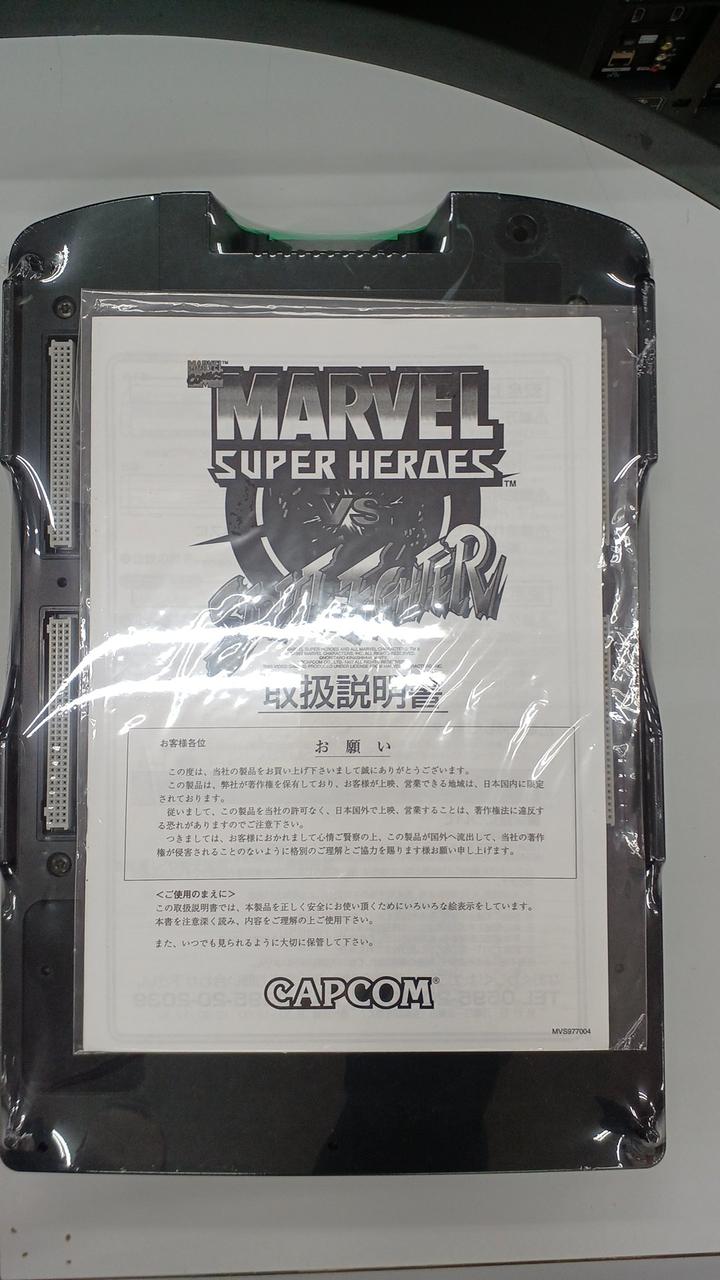 MARVEL
COMICS
MARVEL
SUPER HEROES
TM
VS
STREET FIGHTER
MARVEL SUPER HEROES AND ALL MARVEL CHARACTERS: TM &
取扱説明書
お客様各位
お願い
この度は、当社の製品をお買い上げ下さいまして誠にありがとうございます。
この製品は、弊社が著作権を保有しており、お客様が上映、営業できる地域は、日本国内に限定
されております。
従いまして、この製品を当社の許可なく、日本国外で上映、営業することは、著作権法に違反す
る恐れがありますのでご注意下さい。
つきましては、お客様におかれまして心情ご賢察の上、この製品が国外へ流出して、当社の著作
権が侵害されることのないように格別のご理解とご協力を賜ります様お願い申し上げます。
<ご使用のまえに>
この取扱説明書では、本製品を正しく安全にお使い頂くためにいろいろな絵表示をしています。
本書を注意深く読み、内容をご理解の上ご使用下さい。
また、いつでも見られるように大切に保管して下さい。
CAPCOM®
MVS977004